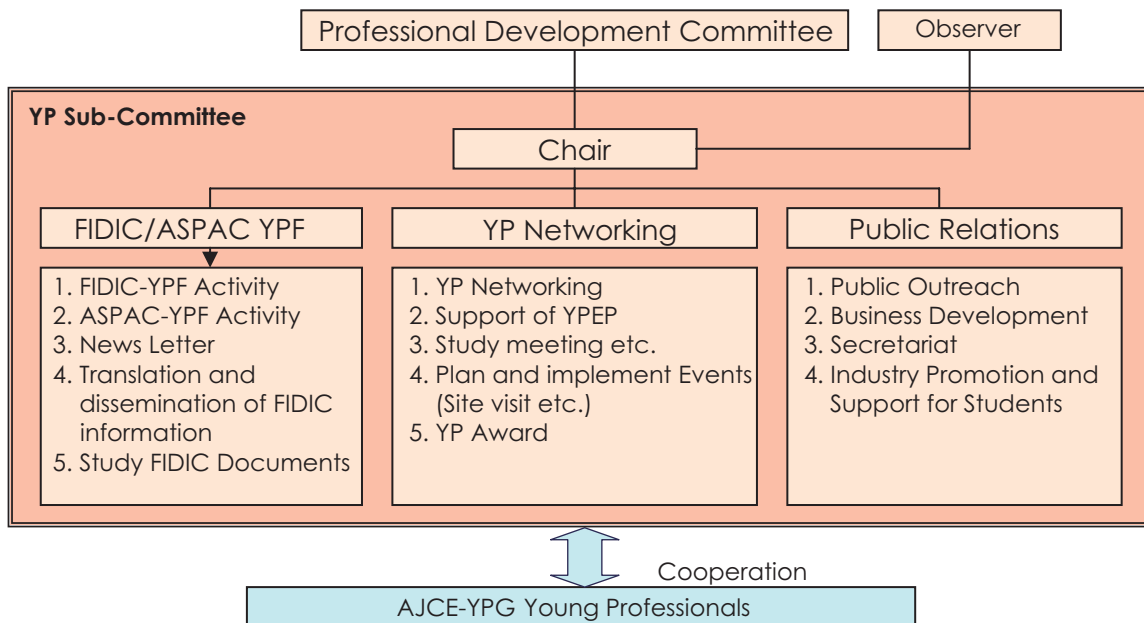 Professional Development Committee
Observer
YP Sub-Committee
Chair
FIDIC/ASPAC YPF
1. FIDIC-YPF Activity
2. ASPAC-YPF Activity
3. News Letter
4. Translation and
dissemination of FIDIC
information
5. Study FIDIC Documents
YP Networking
1. YP Networking
2. Support of YPEP
3. Study meeting etc.
4. Plan and implement Events
(Site visit etc.)
5. YP Award
Public Relations
1. Public Outreach
2. Business Development
3. Secretariat
4. Industry Promotion and
Support for Students
Cooperation
AJCE-YPG Young Professionals